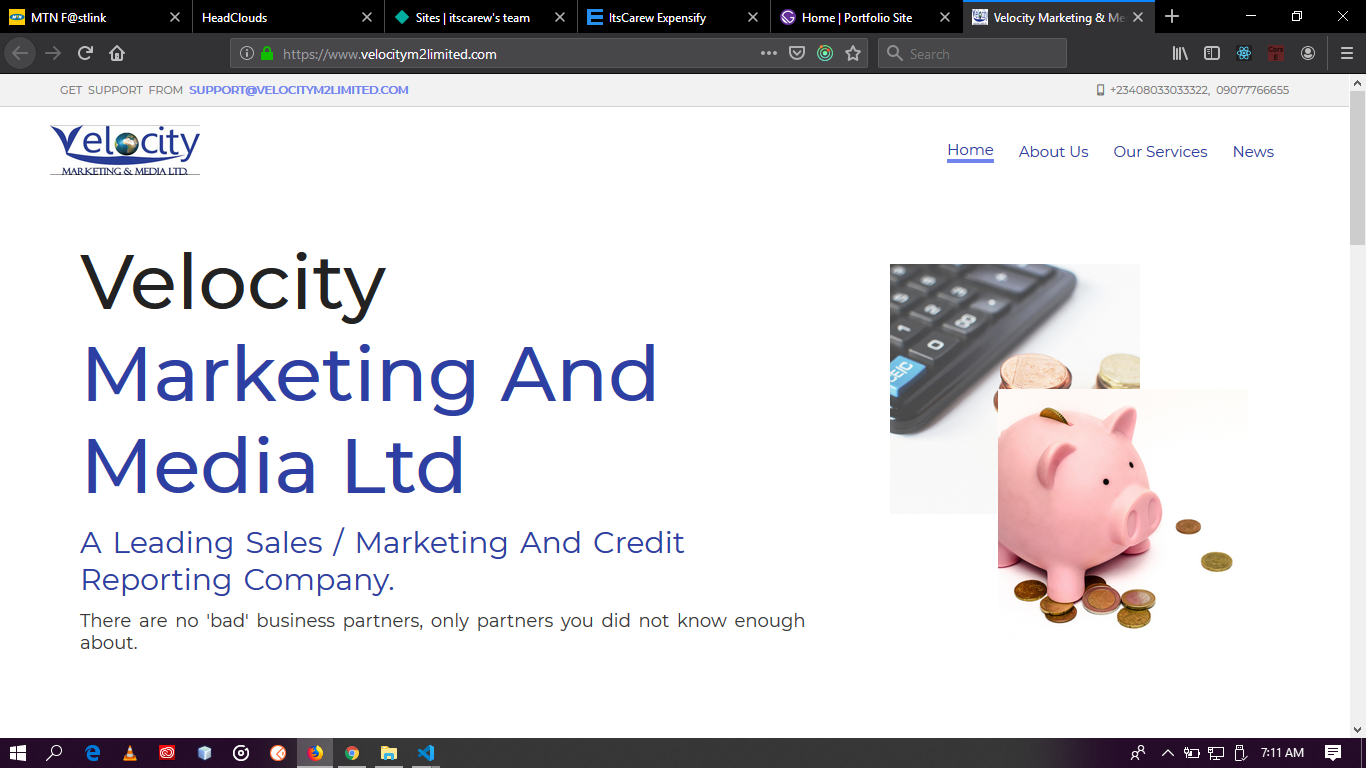 MTN F@stlink
HeadClouds
Sites | itscarew's team
ItsCarew Expensify
Home | Portfolio Site
Velocity Marketing & Me
https://www.velocitym2limited.com
Search
GET SUPPORT FROM SUPPORT@VELOCITYM2LIMITED.COM
+23408033033322, 09077766655
Velocity
MARKETING & MEDIA LTD.
Home
About Us
Our Services
News
Velocity
Marketing And
Media Ltd
A Leading Sales / Marketing And Credit
Reporting Company.
There are no 'bad' business partners, only partners you did not know enough
about.
7:11 AM